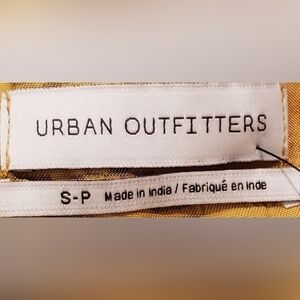 URBAN OUTFITTERS
S-P Made in India / Fabriqué en Inde